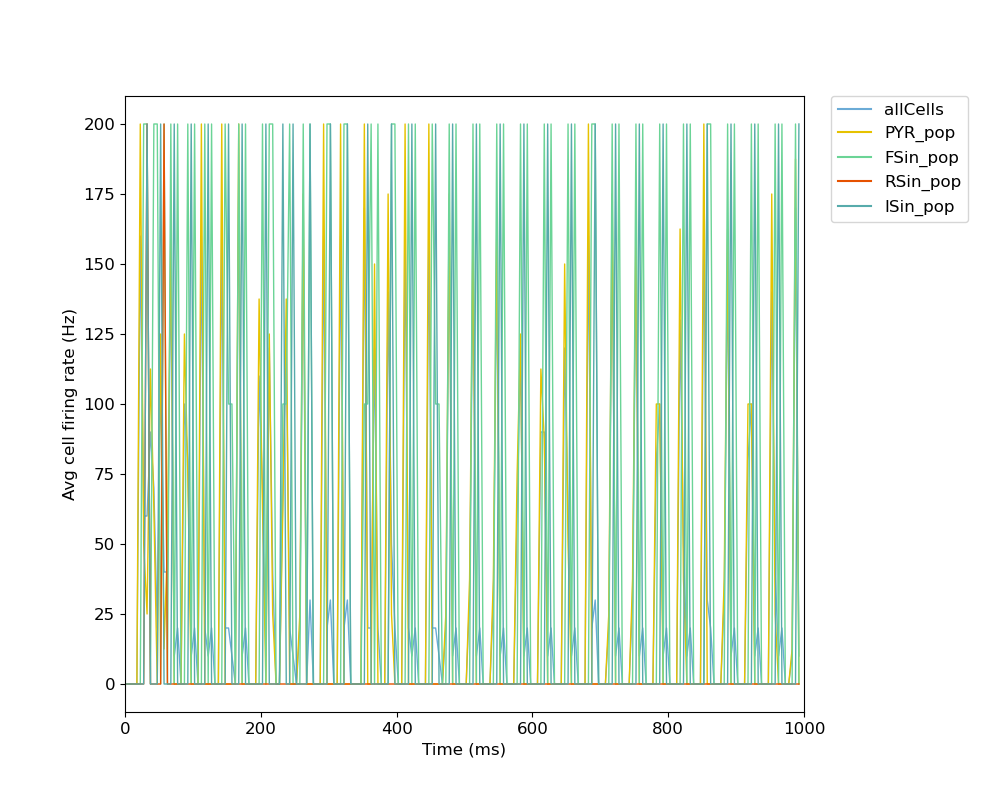 allCells
PYR_pop
FSin_pop
RSin_pop
ISin_pop
200
175
150
125
100
75
50
25
0
Avg cell firing rate (Hz)
0 200 400 600 800 1000
Time (ms)